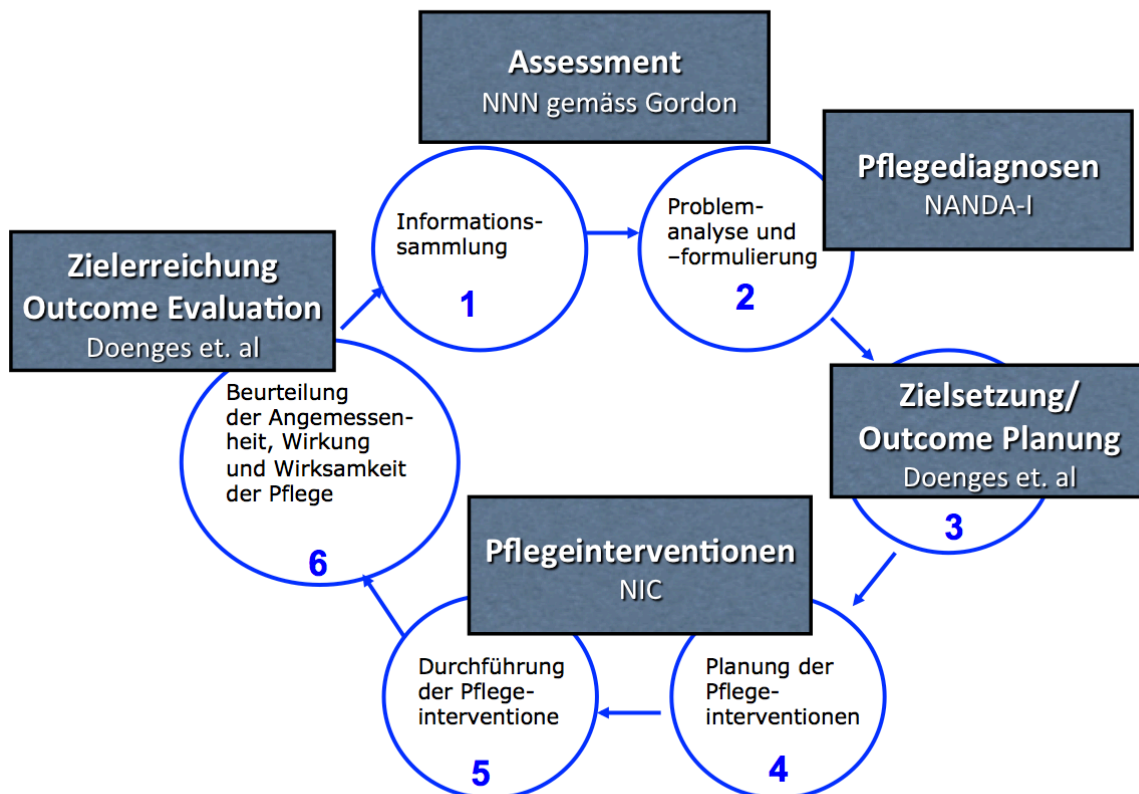 Assessment
NNN gemäss Gordon
Informations-
sammlung
1
Problem-
analyse und
–formulierung
2
Pflegediagnosen
NANDA-I
Zielsetzung/
Outcome Planung
Doenges et. al
3
Planung der
Pflege-
interventionen
4
Pflegeinterventionen
NIC
Durchführung
der Pflege-
interventione
5
Zielerreichung
Outcome Evaluation
Doenges et. al
Beurteilung
der Angemessen-
heit, Wirkung
und Wirksamkeit
der Pflege
6